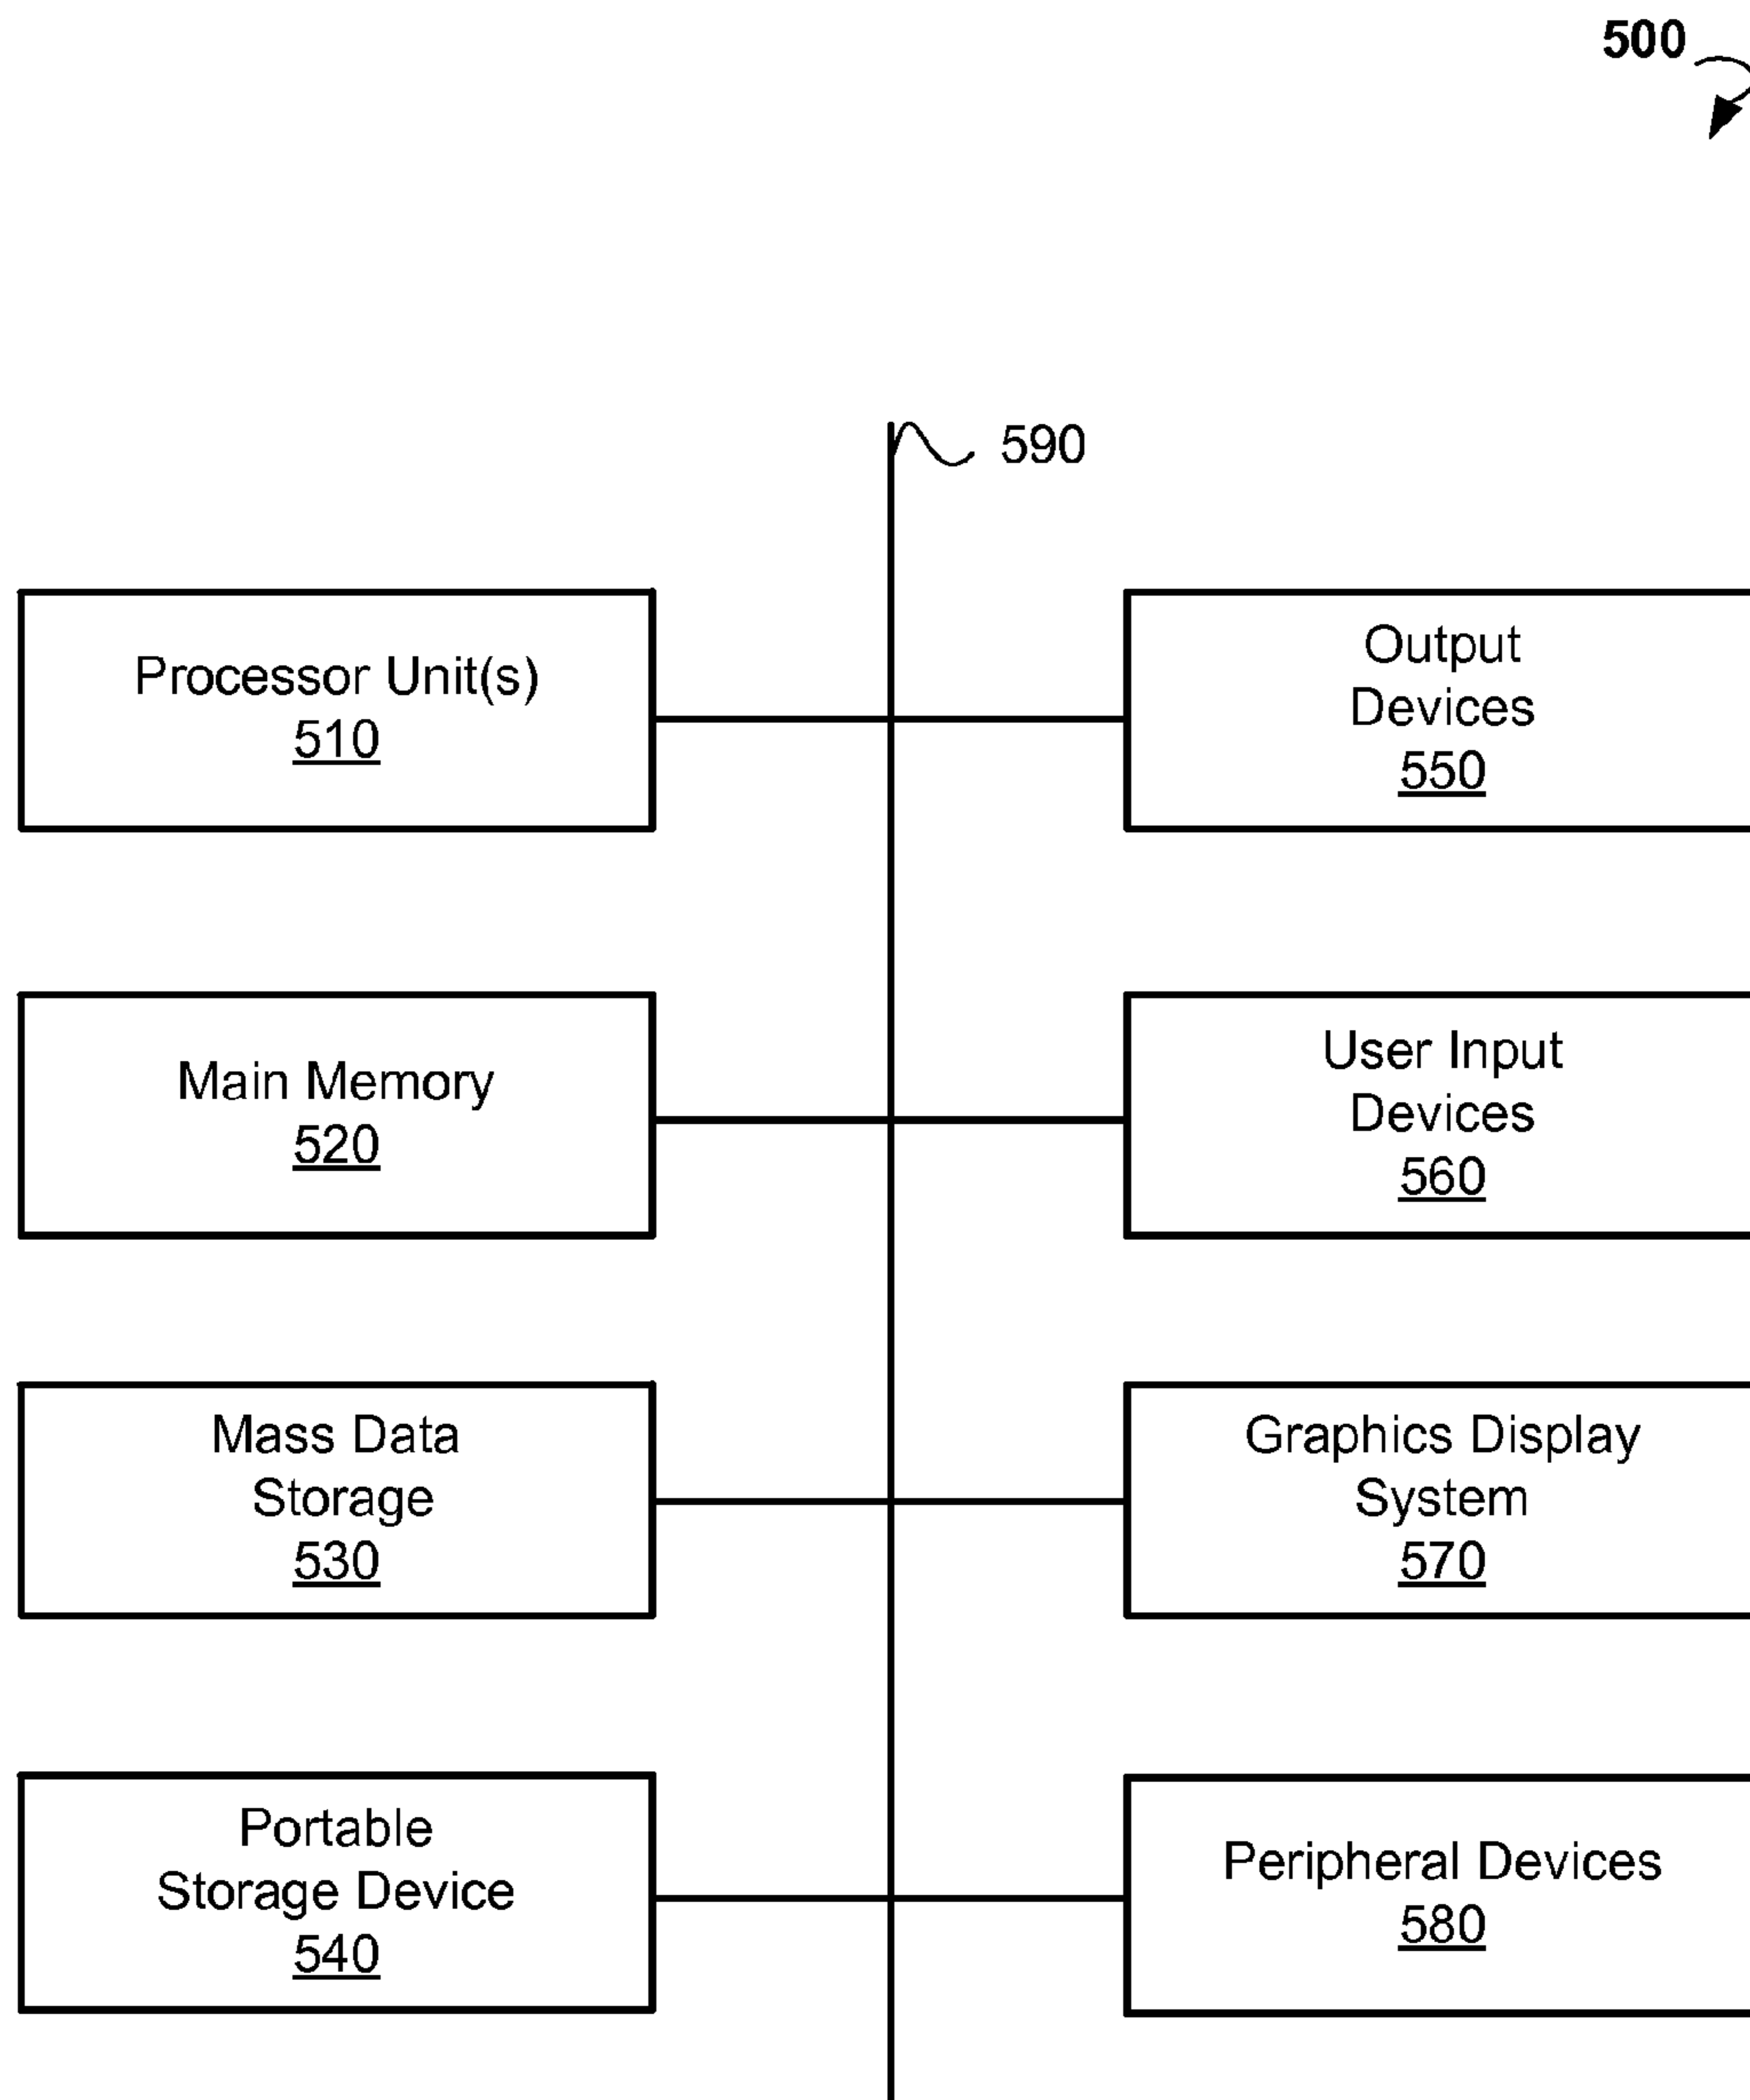 500
590
Processor Unit(s)
510
Output
Devices
550
Main Memory
520
User Input
Devices
560
Mass Data
Storage
530
Graphics Display
System
570
Portable
Storage Device
540
Peripheral Devices
580